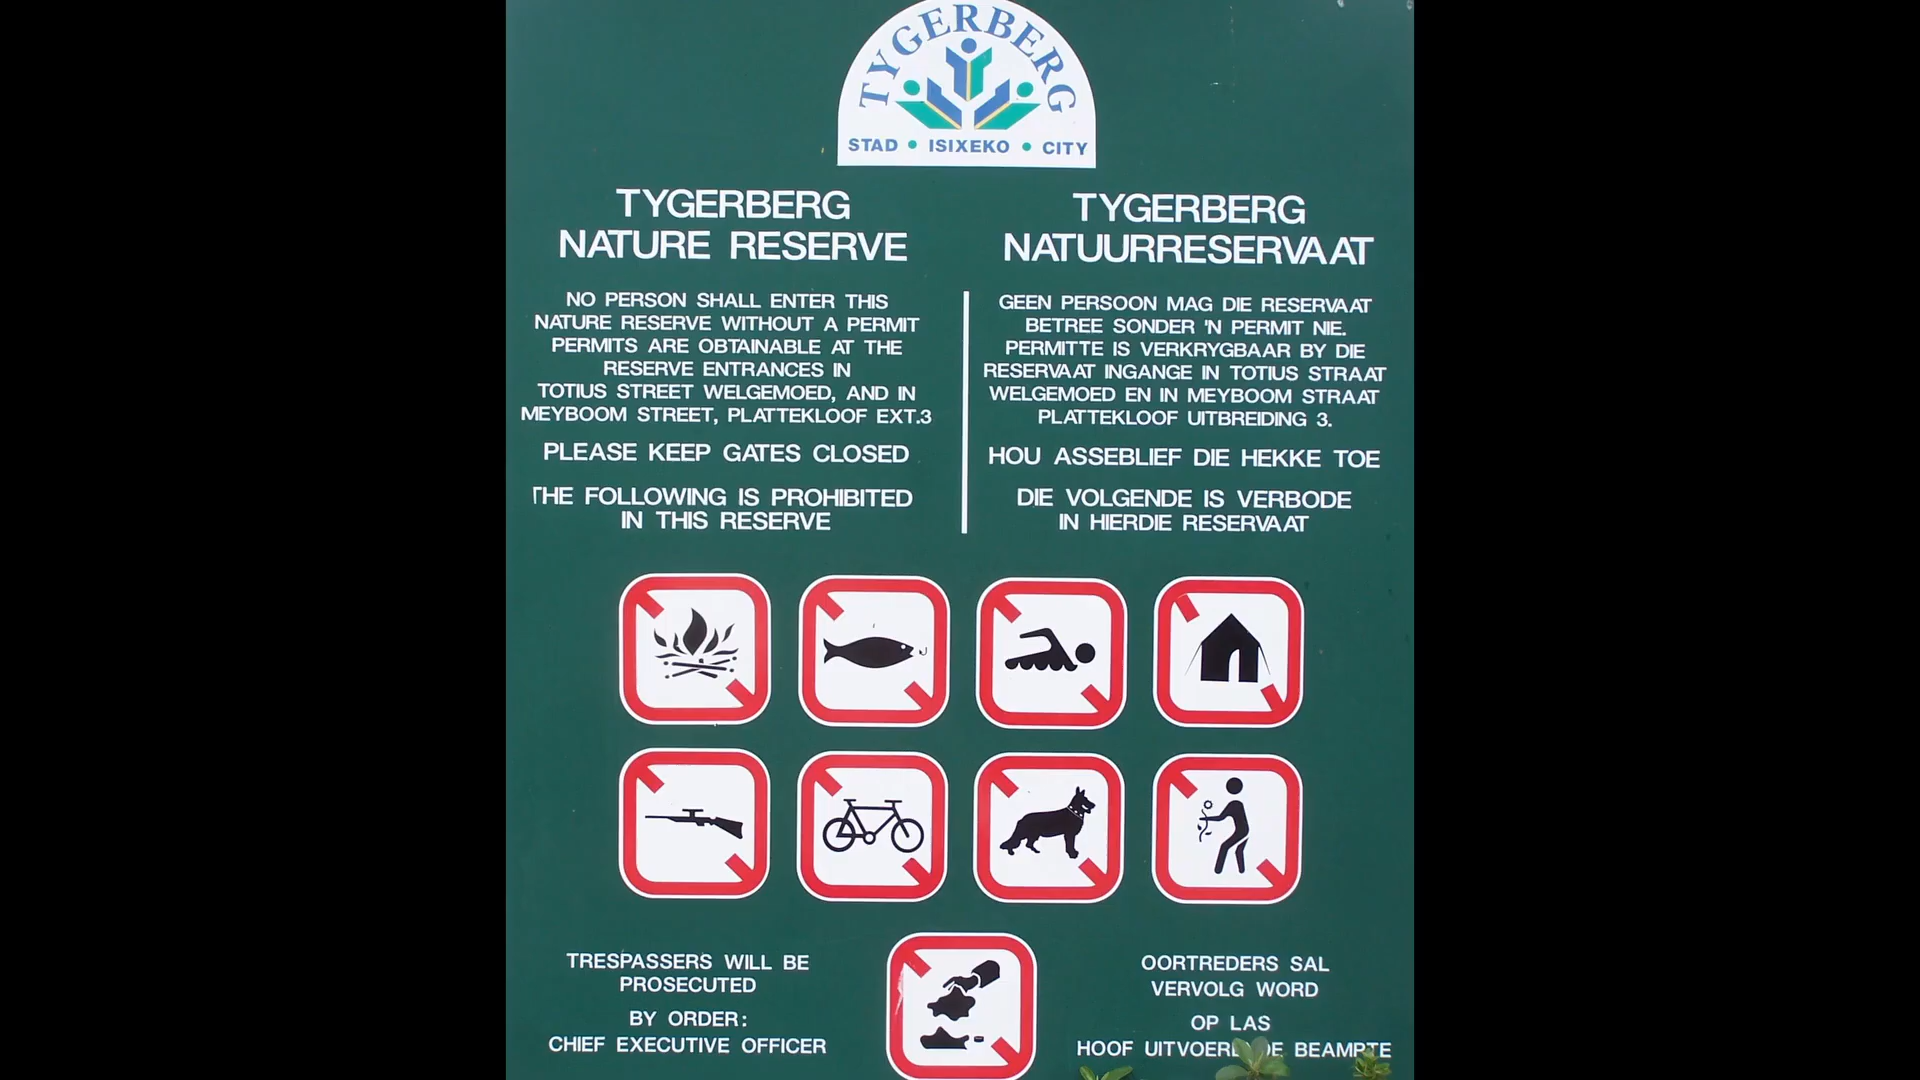 TYGERBERG
STAD • ISIXEKO • CITY
TYGERBERG
NATURE RESERVE
NO PERSON SHALL ENTER THIS
NATURE RESERVE WITHOUT A PERMIT
PERMITS ARE OBTAINABLE AT THE
RESERVE ENTRANCES IN
TOTIUS STREET WELGEMOED, AND IN
MEYBOOM STREET, PLATTEKLOOF EXT.3
PLEASE KEEP GATES CLOSED
THE FOLLOWING IS PROHIBITED
IN THIS RESERVE
TYGERBERG
NATUURRESERVAAT
GEEN PERSOON MAG DIE RESERVAAT
BETREE SONDER 'N PERMIT NIE.
PERMITTE IS VERKRYGBAAR BY DIE
RESERVAAT INGANGE IN TOTIUS STRAAT
WELGEMOED EN IN MEYBOOM STRAAT
PLATTEKLOOF UITBREIDING 3.
HOU ASSEBLIEF DIE HEKKE TOE
DIE VOLGENDE IS VERBODE
IN HIERDIE RESERVAAT
TRESPASSERS WILL BE
PROSECUTED
BY ORDER:
CHIEF EXECUTIVE OFFICER
OORTREDERS SAL
VERVOLG WORD
OP LAS
HOOF UITVOERENDE BEAMPTE